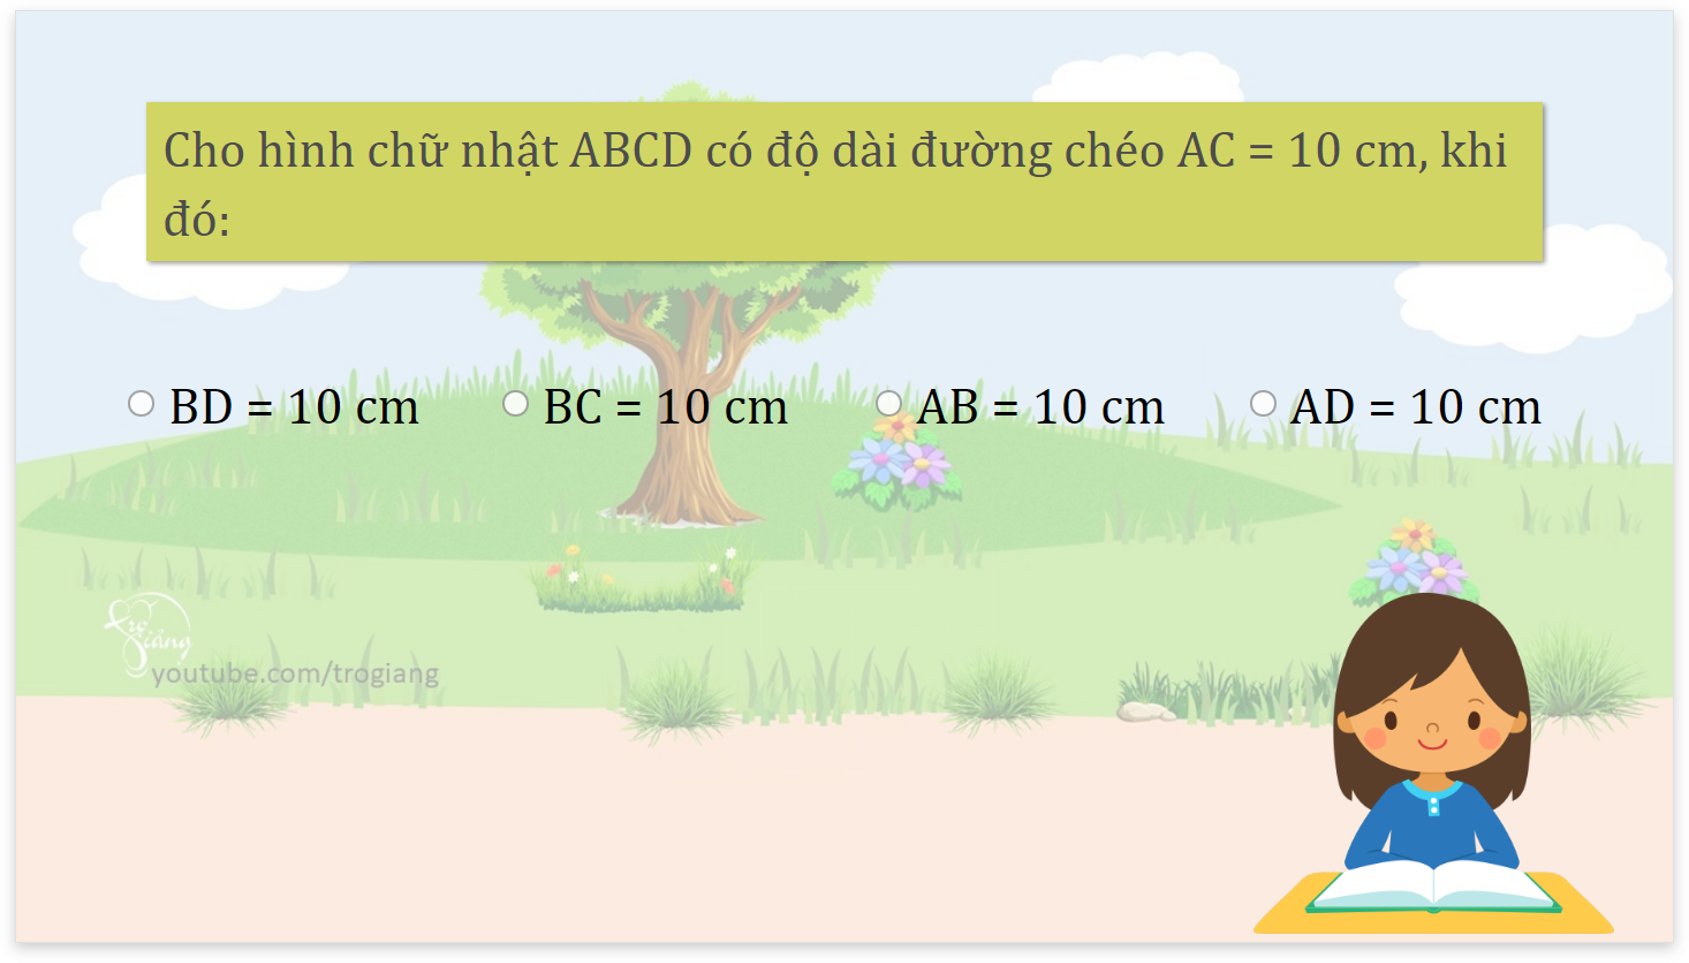 Cho hình chữ nhật ABCD có độ dài đường chéo AC = 10 cm, khi
đó:
BD = 10 cm
BC = 10 cm
AB = 10 cm
AD = 10 cm
Trợ
Giảng
youtube.com/trogiang